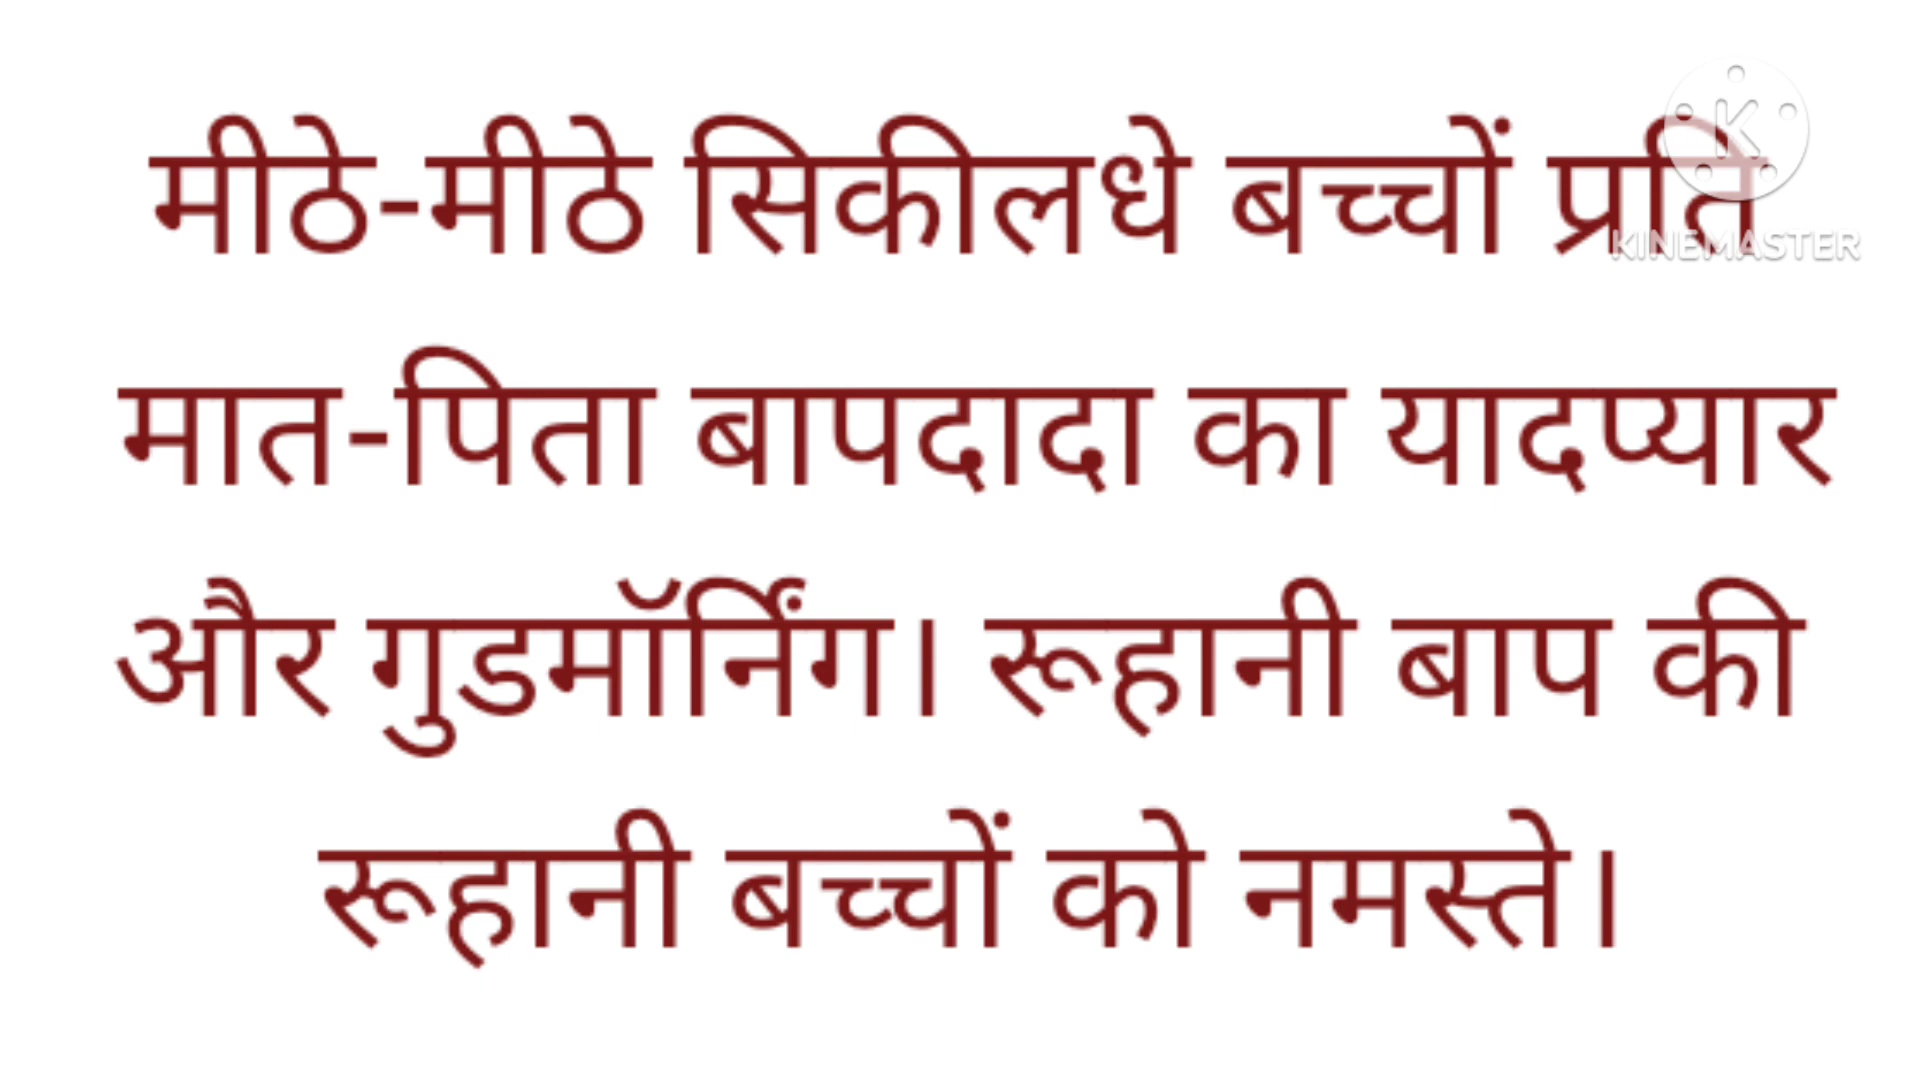 मीठे-मीठे सिकीलधे बच्चों प्रति
मात-पिता बापदादा का यादप्यार
और गुडमॉर्निंग। रूहानी बाप की
रूहानी बच्चों को नमस्ते।
K
KINEMASTER